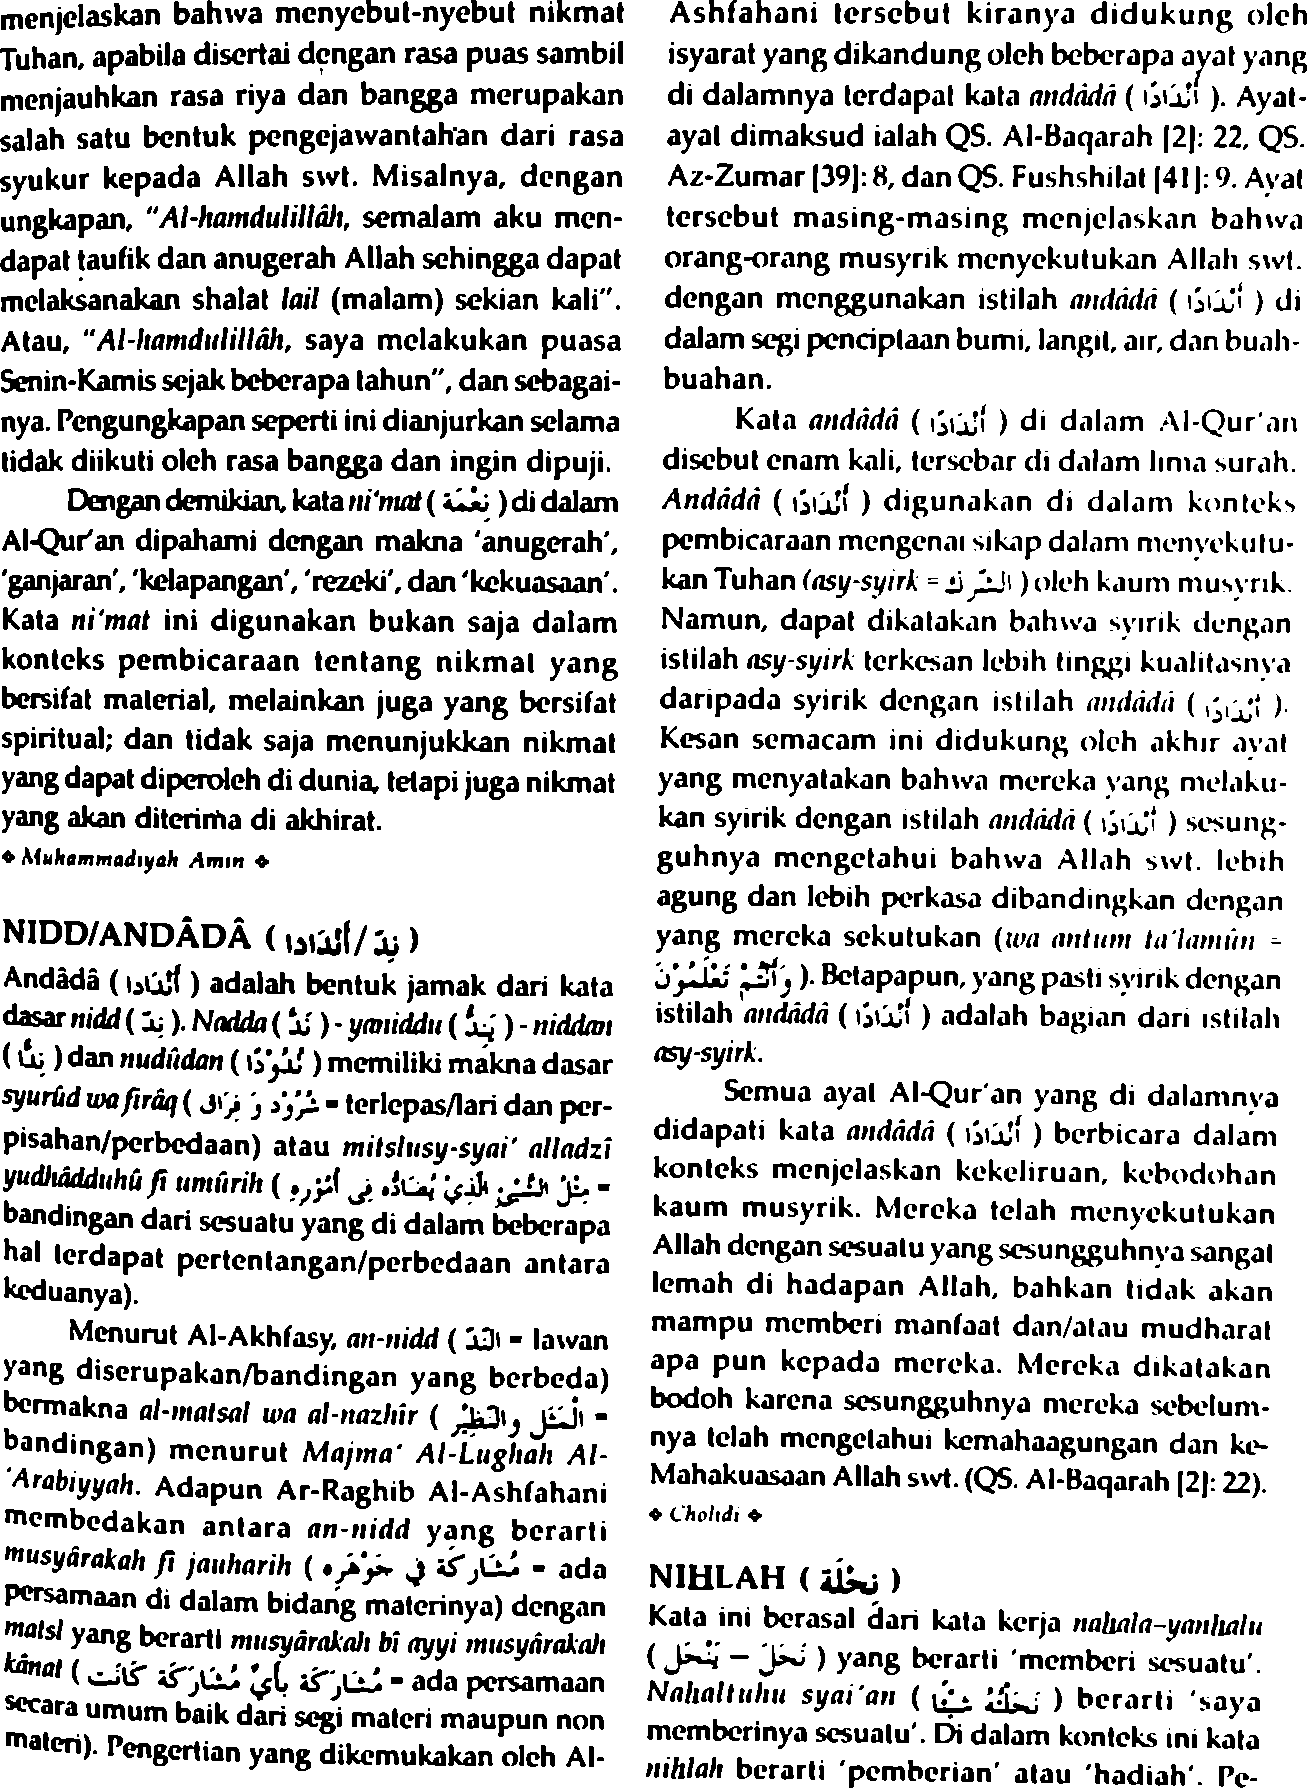 menjelaskan bahwa menyebut-nyebut nikmat
Tuhan, apabila disertai dengan rasa puas sambil
menjauhkan rasa riya dan bangga merupakan
salah satu bentuk pengejawantahan dari rasa
syukur kepada Allah swt. Misalnya, dengan
ungkapan, "Al-hamdulillâh, semalam aku men-
dapat taufik dan anugerah Allah sehingga dapat
melaksanakan shalat lail (malam) sekian kali".
Atau, "Al-hamdulillâh, saya melakukan puasa
Senin-Kamis sejak beberapa tahun", dan sebagai-
nya. Pengungkapan seperti ini dianjurkan selama
tidak diikuti oleh rasa bangga dan ingin dipuji.
Dengan demikian, kata ni'mat ( نِعْمَة ) di dalam
Al-Qur'an dipahami dengan makna 'anugerah',
'ganjaran', 'kelapangan', 'rezeki', dan 'kekuasaan'.
Kata ni'mat ini digunakan bukan saja dalam
konteks pembicaraan tentang nikmat yang
bersifat material, melainkan juga yang bersifat
spiritual; dan tidak saja menunjukkan nikmat
yang dapat diperoleh di dunia, tetapi juga nikmat
yang akan diterima di akhirat.
❖ Muhammadiyah Amin ❖
NIDD/ANDÂDÂ ( نِدّ/أَنْدَادا )
Andâdâ ( أَنْدَادا ) adalah bentuk jamak dari kata
dasar nidd ( نِدّ ). Nadda ( نَدَّ ) - yaniddu ( يَنِدُّ ) - niddan
( نِدًّا ) dan nudûdan ( نُدُوْدًا ) memiliki makna dasar
syurûd wa firâq ( شُرُوْد وَ فِرَاق = terlepas/lari dan per-
pisahan/perbedaan) atau mitslusy-syai' alladzî
yudhâdduhû fî umûrih ( مِثْلُ الشَّيْئِ الَّذِيْ يُضَادُّه فِى أُمُوْرِهِ =
bandingan dari sesuatu yang di dalam beberapa
hal terdapat pertentangan/perbedaan antara
keduanya).
Menurut Al-Akhfasy, an-nidd ( النِّدّ = lawan
yang diserupakan/bandingan yang berbeda)
bermakna al-matsal wa al-nazhîr ( الْمَثَل وِالنَّظِيْر =
bandingan) menurut Majma' Al-Lughah Al-
'Arabiyyah. Adapun Ar-Raghib Al-Ashfahani
membedakan antara an-nidd yang berarti
musyârakah fî jauharih ( مُشَارَكَة فِي جَوْهَرِهِ = ada
persamaan di dalam bidang materinya) dengan
matsl yang berarti musyârakah bî ayyi musyârakah
kânat ( مُشَارَكَة بِأَيِّ مُشَارَكَة كَانَتْ = ada persamaan
secara umum baik dari segi materi maupun non
materi). Pengertian yang dikemukakan oleh Al-
Ashfahani tersebut kiranya didukung oleh
isyarat yang dikandung oleh beberapa ayat yang
di dalamnya terdapat kata andâdâ ( أَنْدَادًا ). Ayat-
ayat dimaksud ialah QS. Al-Baqarah [2]: 22, QS.
Az-Zumar [39]: 8, dan QS. Fushshilat [41]: 9. Ayat
tersebut masing-masing menjelaskan bahwa
orang-orang musyrik menyekutukan Allah swt.
dengan menggunakan istilah andâdâ ( أَنْدَادًا ) di
dalam segi penciptaan bumi, langit, air, dan buah-
buahan.
Kata andâdâ ( أَنْدَادًا ) di dalam Al-Qur'an
disebut enam kali, tersebar di dalam lima surah.
Andâdâ ( أَنْدَادًا ) digunakan di dalam konteks
pembicaraan mengenai sikap dalam menyekutu-
kan Tuhan (asy-syirk = الشِّرْك ) oleh kaum musyrik.
Namun, dapat dikatakan bahwa syirik dengan
istilah asy-syirk terkesan lebih tinggi kualitasnya
daripada syirik dengan istilah andâdâ ( أَنْدَادًا ).
Kesan semacam ini didukung oleh akhir ayat
yang menyatakan bahwa mereka yang melaku-
kan syirik dengan istilah andâdâ ( أَنْدَادًا ) sesung-
guhnya mengetahui bahwa Allah swt. lebih
agung dan lebih perkasa dibandingkan dengan
yang mereka sekutukan (wa antum ta'lamûn =
وَأَنْتُمْ تَعْلَمُوْنَ ). Betapapun, yang pasti syirik dengan
istilah andâdâ ( أَنْدَادًا ) adalah bagian dari istilah
asy-syirk.
Semua ayat Al-Qur'an yang di dalamnya
didapati kata andâdâ ( أَنْدَادًا ) berbicara dalam
konteks menjelaskan kekeliruan, kebodohan
kaum musyrik. Mereka telah menyekutukan
Allah dengan sesuatu yang sesungguhnya sangat
lemah di hadapan Allah, bahkan tidak akan
mampu memberi manfaat dan/atau mudharat
apa pun kepada mereka. Mereka dikatakan
bodoh karena sesungguhnya mereka sebelum-
nya telah mengetahui kemahaagungan dan ke-
Mahakuasaan Allah swt. (QS. Al-Baqarah [2]: 22).
❖ Cholidi ❖
NIHLAH ( نِحْلَة )
Kata ini berasal dari kata kerja nahala-yanhalu
( نَحَلَ – يَنْحَلُ ) yang berarti 'memberi sesuatu'.
Nahaltuhu syai'an ( نَحَلْتُهُ شَيْئًا ) berarti 'saya
memberinya sesuatu'. Di dalam konteks ini kata
nihlah berarti 'pemberian' atau 'hadiah'. Pe-